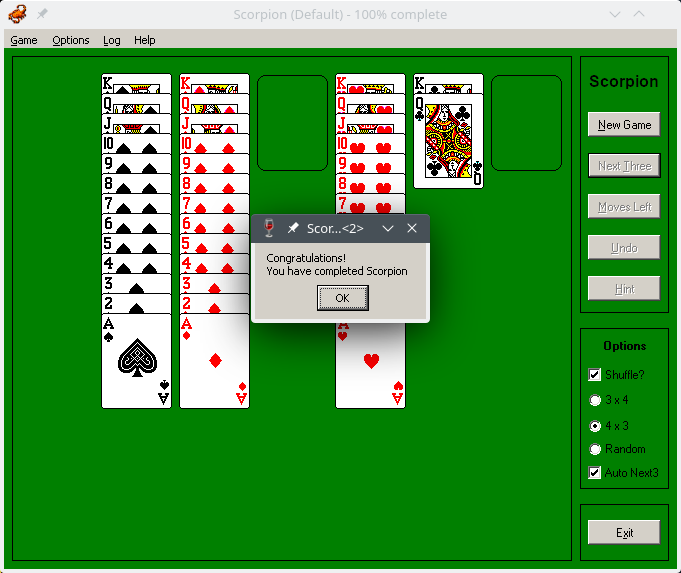 Scorpion (Default) - 100% complete
Game Options Log Help
K K K K
Q Q Q Q
J J J
10 10 10
9 9 9
8 8 8
7 7 7
6 6
5 5
4 4
3 3
2 2
A A A
A A A
Q
Scor...<2>
Congratulations!
You have completed Scorpion
OK
Scorpion
New Game
Next Three
Moves Left
Undo
Hint
Options
Shuffle?
3 x 4
4 x 3
Random
Auto Next3
Exit